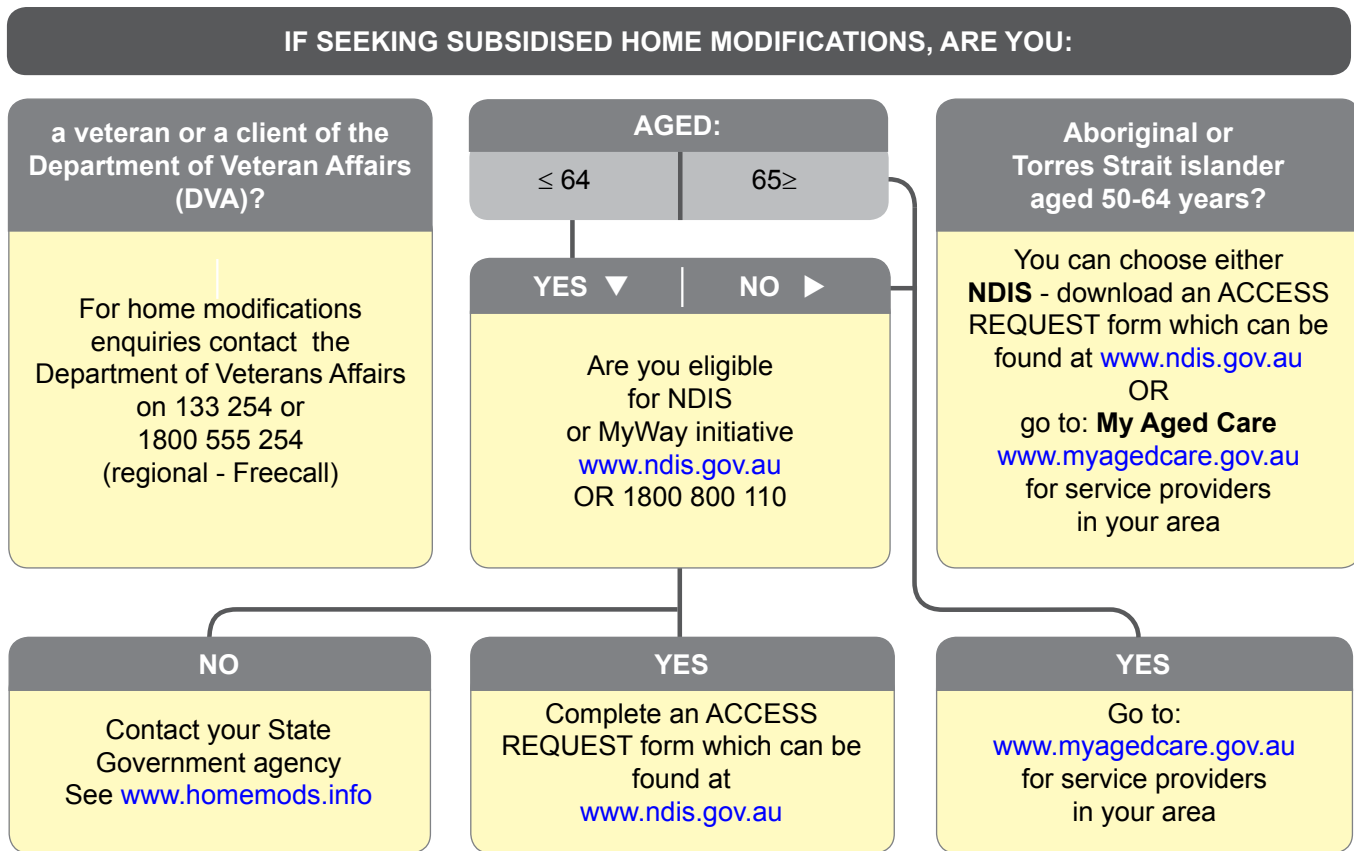 IF SEEKING SUBSIDISED HOME MODIFICATIONS, ARE YOU:
a veteran or a client of the
Department of Veteran Affairs
(DVA)?
For home modifications
enquiries contact the
Department of Veterans Affairs
on 133 254 or
1800 555 254
(regional - Freecall)
AGED:
≤ 64
65≥
YES ▼
NO ▶
Are you eligible
for NDIS
or MyWay initiative
www.ndis.gov.au
OR 1800 800 110
Aboriginal or
Torres Strait islander
aged 50-64 years?
You can choose either
NDIS - download an ACCESS
REQUEST form which can be
found at www.ndis.gov.au
OR
go to: My Aged Care
www.myagedcare.gov.au
for service providers
in your area
NO
Contact your State
Government agency
See www.homemods.info
YES
Complete an ACCESS
REQUEST form which can be
found at
www.ndis.gov.au
YES
Go to:
www.myagedcare.gov.au
for service providers
in your area